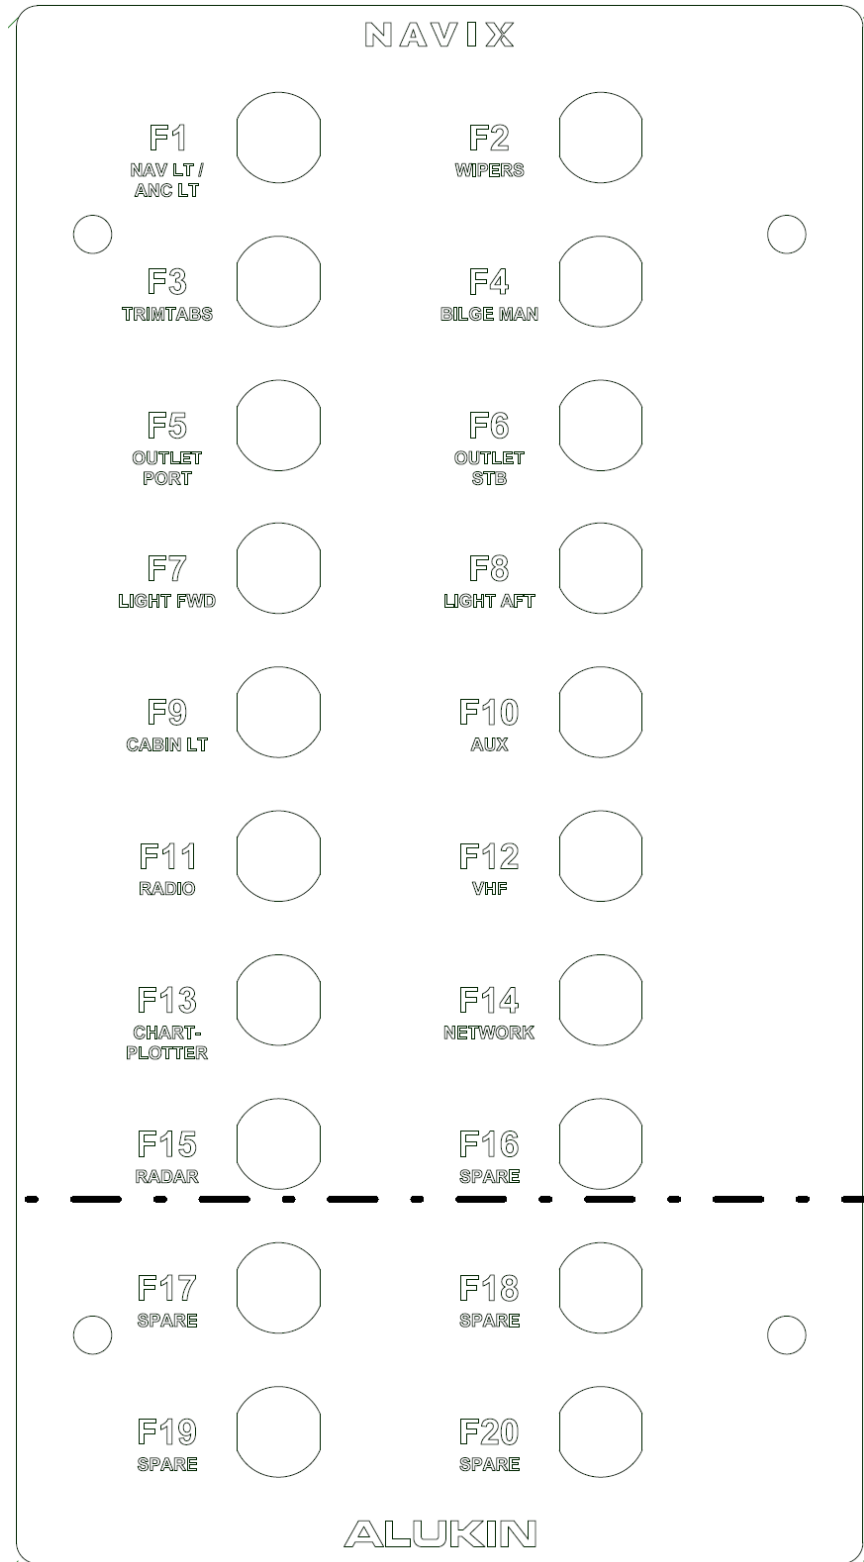 NAVIX
F1
NAV LT /
ANC LT
F2
WIPERS
F3
TRIMTABS
F4
BILGE MAN
F5
OUTLET
PORT
F6
OUTLET
STB
F7
LIGHT FWD
F8
LIGHT AFT
F9
CABIN LT
F10
AUX
F11
RADIO
F12
VHF
F13
CHART-
PLOTTER
F14
NETWORK
F15
RADAR
F16
SPARE
F17
SPARE
F18
SPARE
F19
SPARE
F20
SPARE
ALUKIN